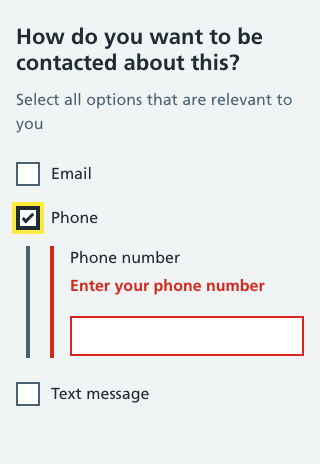 How do you want to be
contacted about this?
Select all options that are relevant to
you
Email
Phone
Phone number
Enter your phone number
Text message